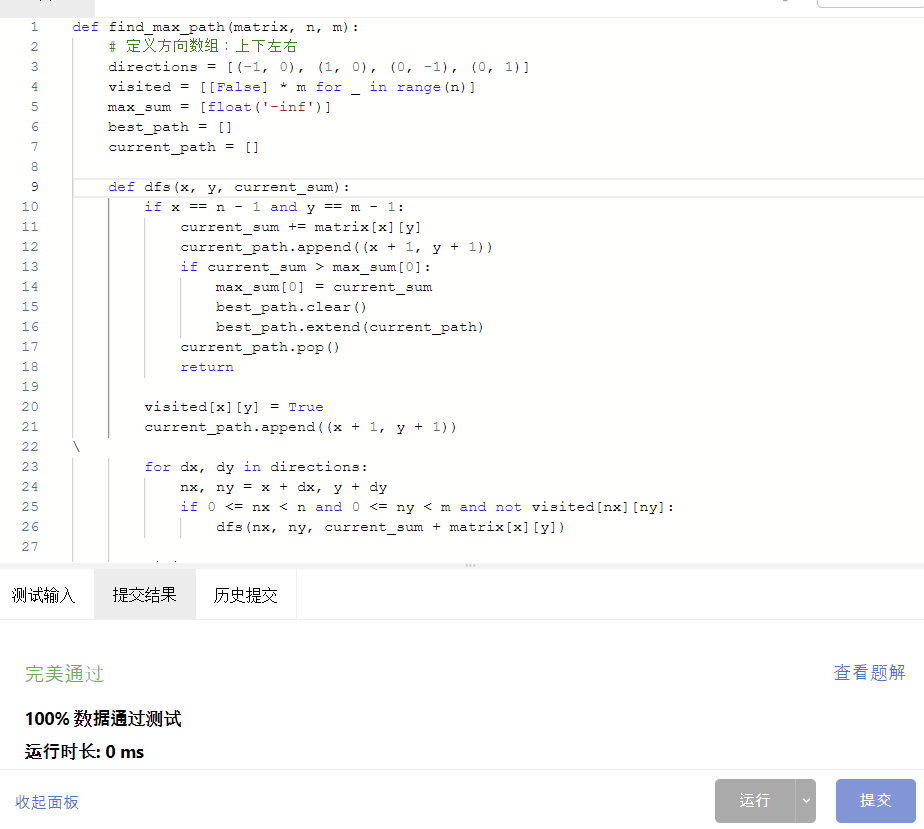 1 def find_max_path(matrix, n, m):
2 # 定义方向数组：上下左右
3 directions = [(-1, 0), (1, 0), (0, -1), (0, 1)]
4 visited = [[False] * m for _ in range(n)]
5 max_sum = [float('-inf')]
6 best_path = []
7 current_path = []
8
9 def dfs(x, y, current_sum):
10 if x == n - 1 and y == m - 1:
11 current_sum += matrix[x][y]
12 current_path.append((x + 1, y + 1))
13 if current_sum > max_sum[0]:
14 max_sum[0] = current_sum
15 best_path.clear()
16 best_path.extend(current_path)
17 current_path.pop()
18 return
19
20 visited[x][y] = True
21 current_path.append((x + 1, y + 1))
22 \
23 for dx, dy in directions:
24 nx, ny = x + dx, y + dy
25 if 0 <= nx < n and 0 <= ny < m and not visited[nx][ny]:
26 dfs(nx, ny, current_sum + matrix[x][y])
27
测试输入 提交结果 历史提交
完美通过 查看题解
100% 数据通过测试
运行时长: 0 ms
收起面板 运行 提交